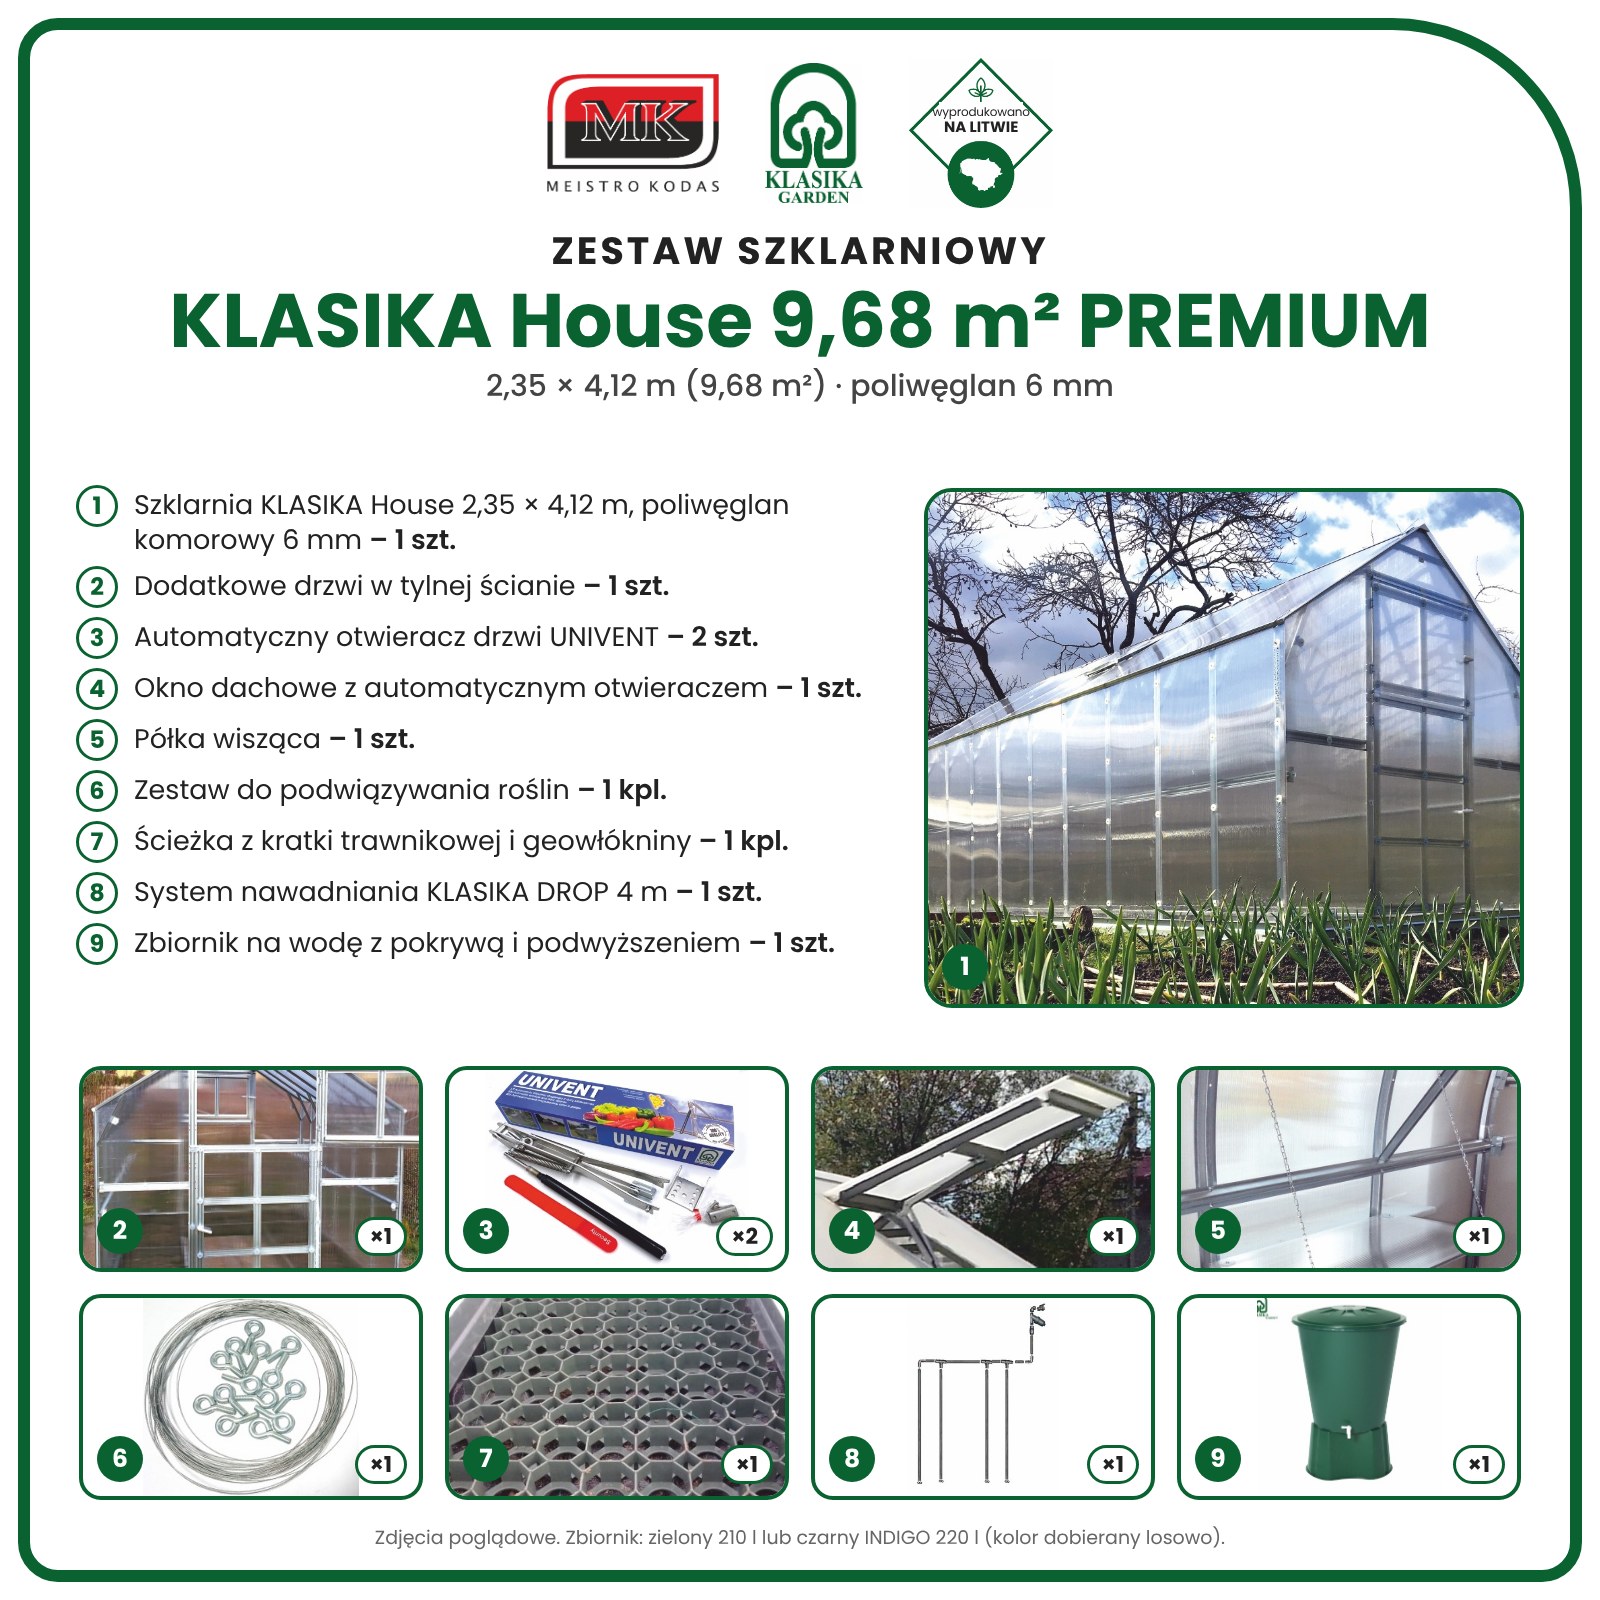 MK
MEISTRO KODAS
KLASIKA
GARDEN
wyprodukowano
NA LITWIE
ZESTAW SZKLARNIOWY
KLASIKA House 9,68 m² PREMIUM
2,35 × 4,12 m (9,68 m²) · poliwęglan 6 mm
1 Szklarnia KLASIKA House 2,35 × 4,12 m, poliwęglan
komorowy 6 mm – 1 szt.
2 Dodatkowe drzwi w tylnej ścianie – 1 szt.
3 Automatyczny otwieracz drzwi UNIVENT – 2 szt.
4 Okno dachowe z automatycznym otwieraczem – 1 szt.
5 Półka wisząca – 1 szt.
6 Zestaw do podwiązywania roślin – 1 kpl.
7 Ścieżka z kratki trawnikowej i geowłókniny – 1 kpl.
8 System nawadniania KLASIKA DROP 4 m – 1 szt.
9 Zbiornik na wodę z pokrywą i podwyższeniem – 1 szt.
1
2 ×1
UNIVENT
UNIVENT
Security
3 ×2
4 ×1
5 ×1
6 ×1
7 ×1
8 ×1
9 ×1
Zdjęcia poglądowe. Zbiornik: zielony 210 l lub czarny INDIGO 220 l (kolor dobierany losowo).